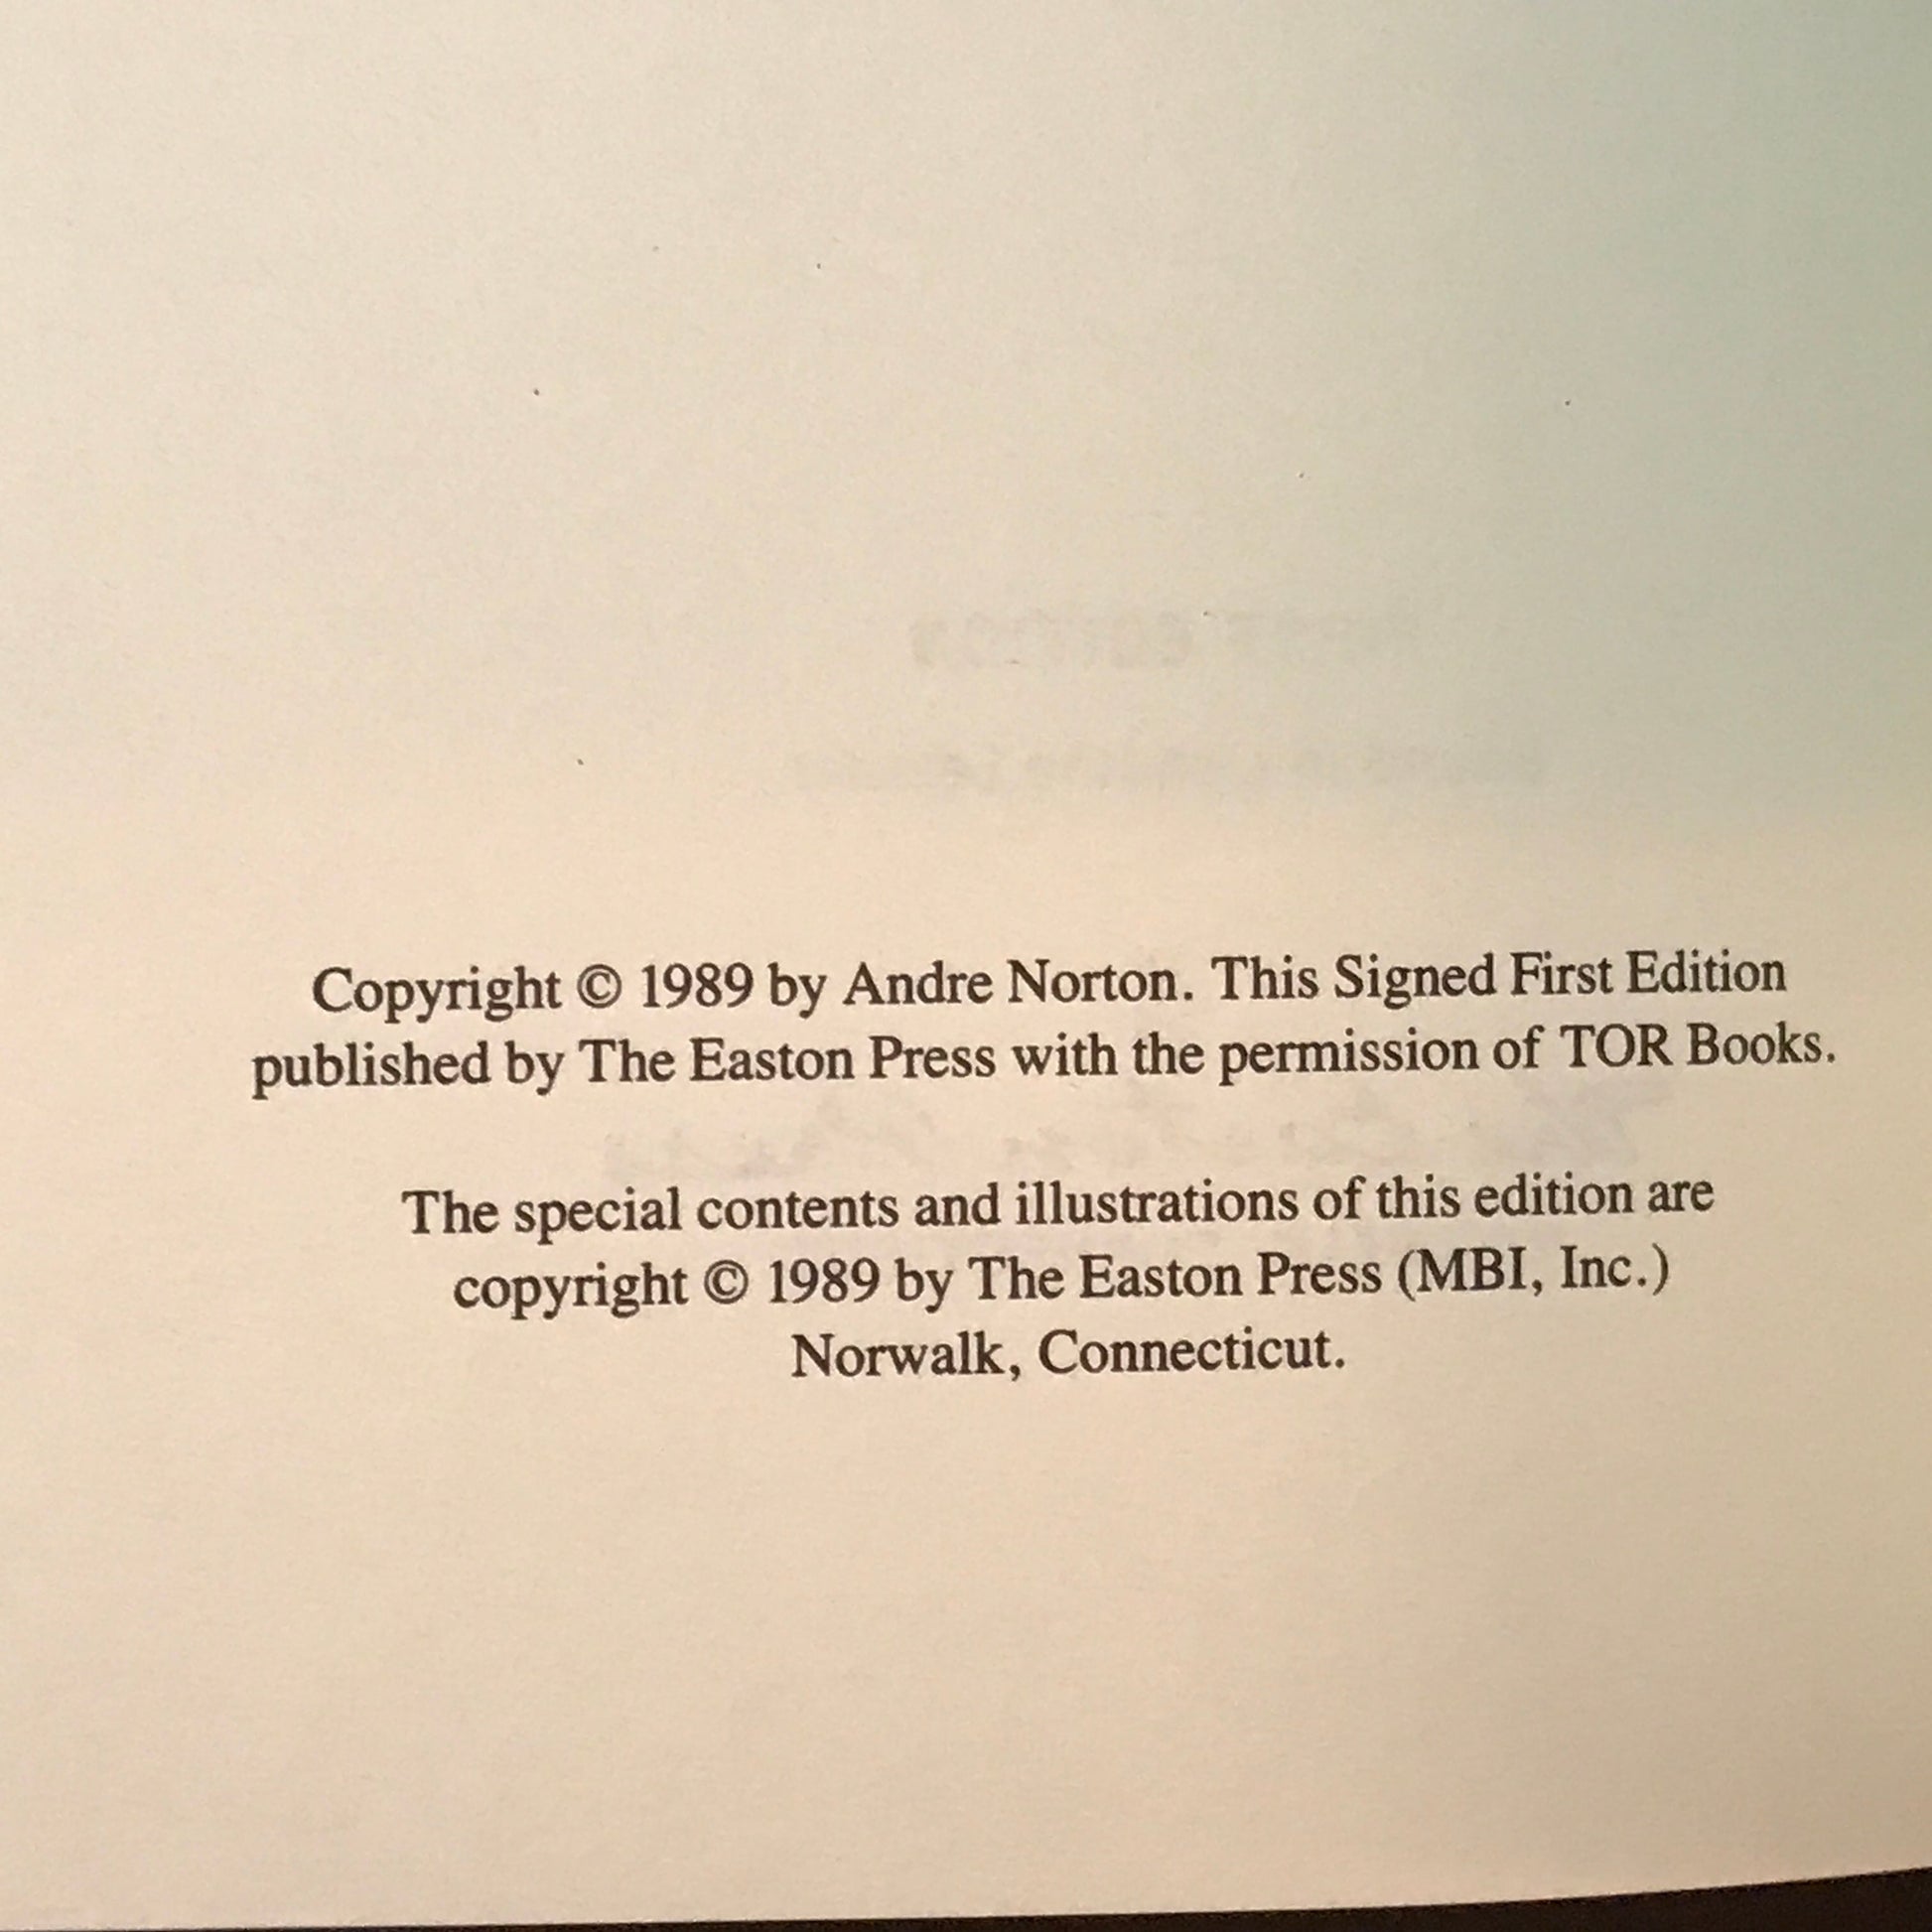 Copyright © 1989 by Andre Norton. This Signed First Edition
published by The Easton Press with the permission of TOR Books.
The special contents and illustrations of this edition are
copyright © 1989 by The Easton Press (MBI, Inc.)
Norwalk, Connecticut.